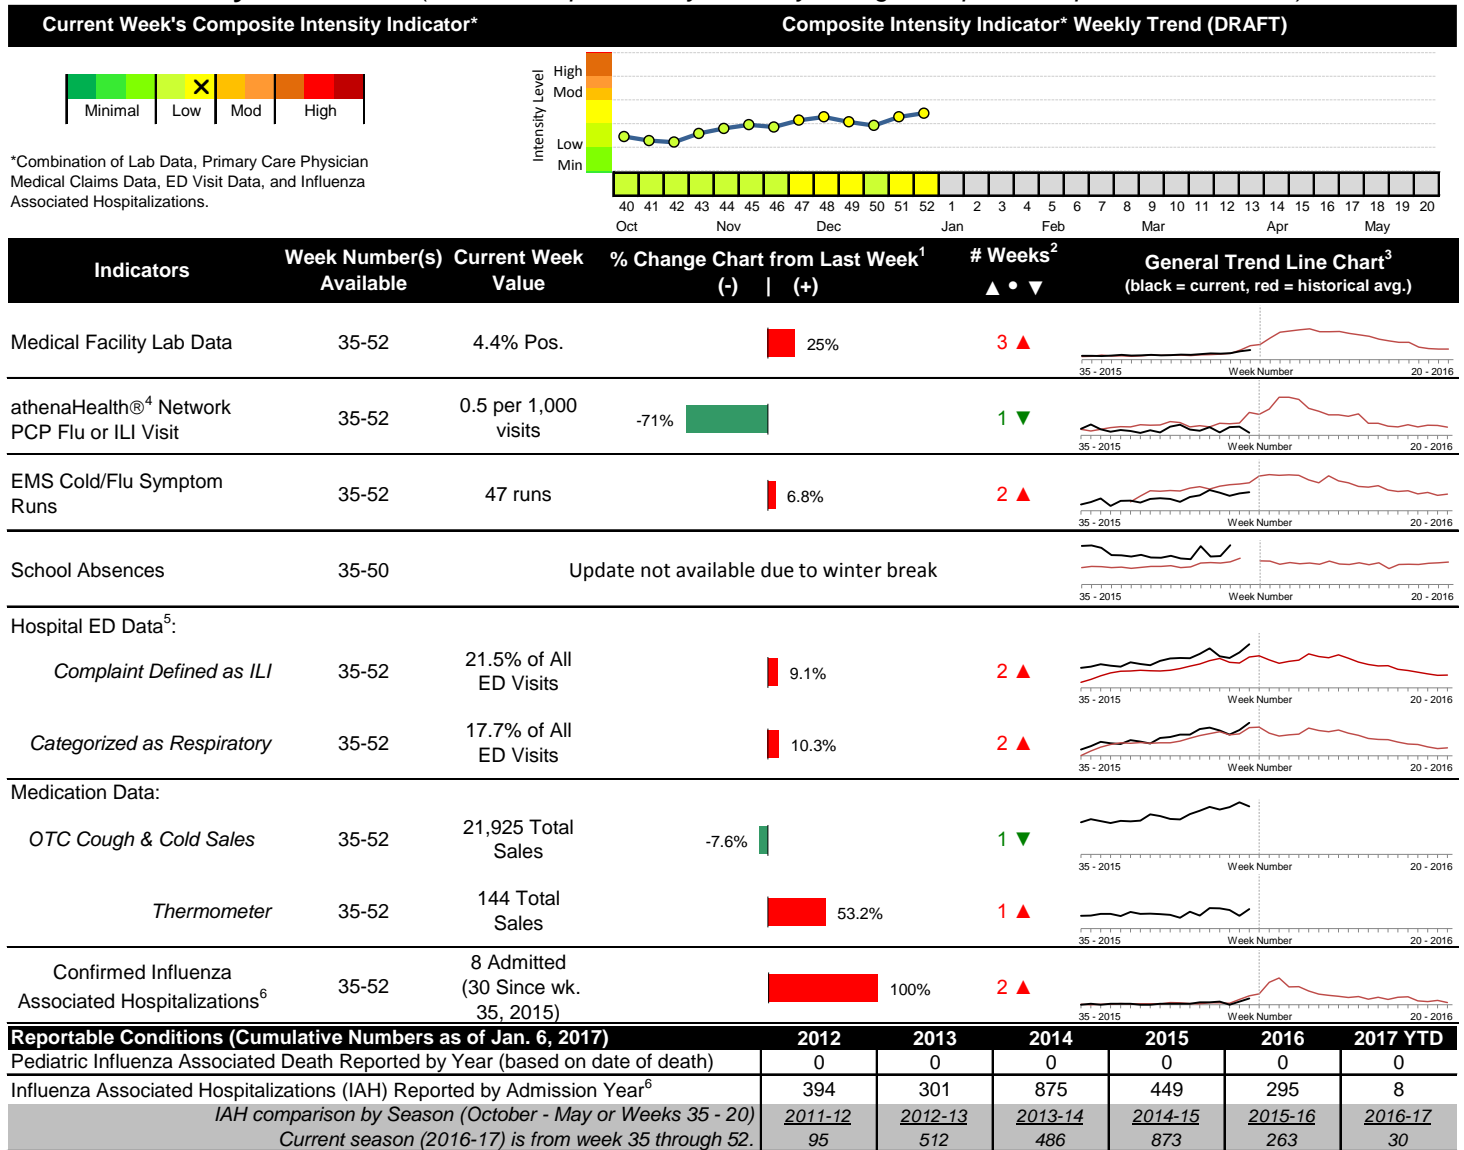 Current Week's Composite Intensity Indicator*
Composite Intensity Indicator* Weekly Trend (DRAFT)
Minimal Low Mod High
*Combination of Lab Data, Primary Care Physician
Medical Claims Data, ED Visit Data, and Influenza
Associated Hospitalizations.
Intensity Level
High
Mod
Low
Min
40 41 42 43 44 45 46 47 48 49 50 51 52 1 2 3 4 5 6 7 8 9 10 11 12 13 14 15 16 17 18 19 20
Oct Nov Dec Jan Feb Mar Apr May
Indicators
Week Number(s)
Available
Current Week
Value
% Change Chart from Last Week1
(-) | (+)
# Weeks2
▲ • ▼
General Trend Line Chart3
(black = current, red = historical avg.)
Medical Facility Lab Data 35-52 4.4% Pos. 25% 3 ▲
35 - 2015 Week Number 20 - 2016
athenaHealth®4 Network
PCP Flu or ILI Visit
35-52
0.5 per 1,000
visits
-71% 1 ▼
35 - 2015 Week Number 20 - 2016
EMS Cold/Flu Symptom
Runs
35-52 47 runs 6.8% 2 ▲
35 - 2015 Week Number 20 - 2016
School Absences 35-50 Update not available due to winter break
35 - 2015 Week Number 20 - 2016
Hospital ED Data5:
Complaint Defined as ILI 35-52
21.5% of All
ED Visits
9.1% 2 ▲
35 - 2015 Week Number 20 - 2016
Categorized as Respiratory 35-52
17.7% of All
ED Visits
10.3% 2 ▲
35 - 2015 Week Number 20 - 2016
Medication Data:
OTC Cough & Cold Sales 35-52
21,925 Total
Sales
-7.6% 1 ▼
35 - 2015 Week Number 20 - 2016
Thermometer 35-52
144 Total
Sales
53.2% 1 ▲
35 - 2015 Week Number 20 - 2016
Confirmed Influenza
Associated Hospitalizations6
35-52
8 Admitted
(30 Since wk.
35, 2015)
100% 2 ▲
35 - 2015 Week Number 20 - 2016
Reportable Conditions (Cumulative Numbers as of Jan. 6, 2017) 2012 2013 2014 2015 2016 2017 YTD
Pediatric Influenza Associated Death Reported by Year (based on date of death) 0 0 0 0 0 0
Influenza Associated Hospitalizations (IAH) Reported by Admission Year6 394 301 875 449 295 8
IAH comparison by Season (October - May or Weeks 35 - 20) 2011-12 2012-13 2013-14 2014-15 2015-16 2016-17
Current season (2016-17) is from week 35 through 52. 95 512 486 873 263 30